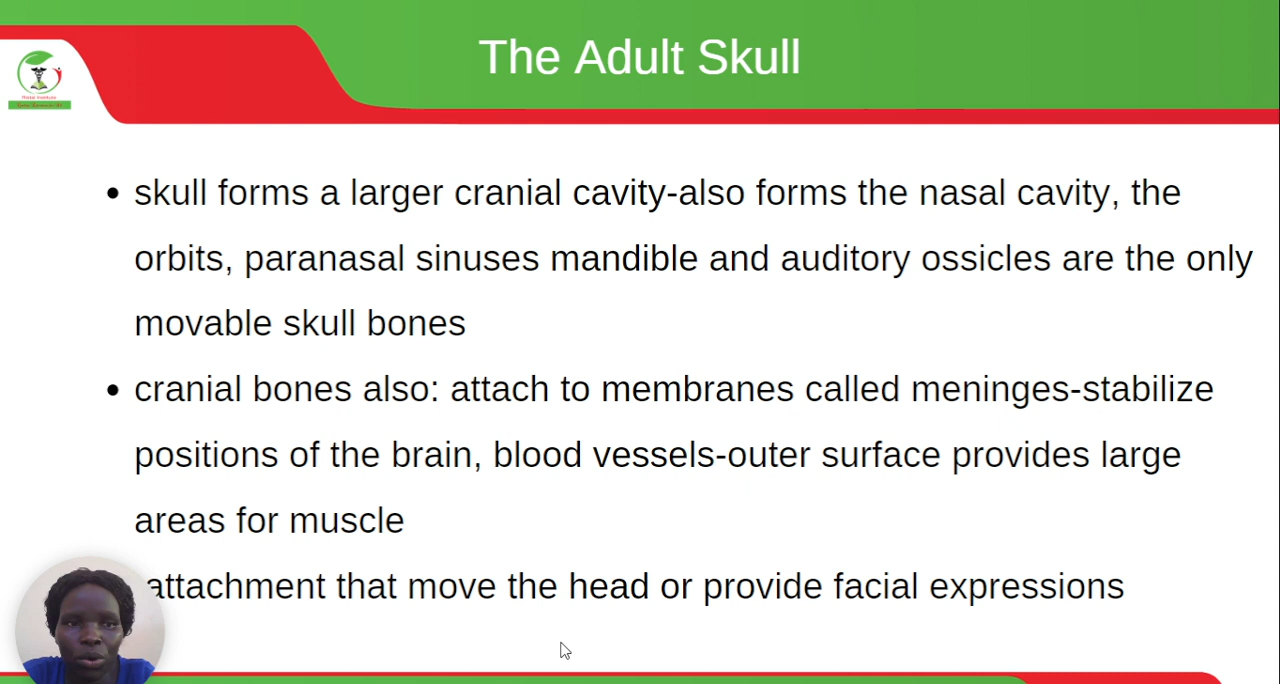 The Adult Skull
skull forms a larger cranial cavity-also forms the nasal cavity, the
orbits, paranasal sinuses mandible and auditory ossicles are the only
movable skull bones
cranial bones also: attach to membranes called meninges-stabilize
positions of the brain, blood vessels-outer surface provides large
areas for muscle
attachment that move the head or provide facial expressions